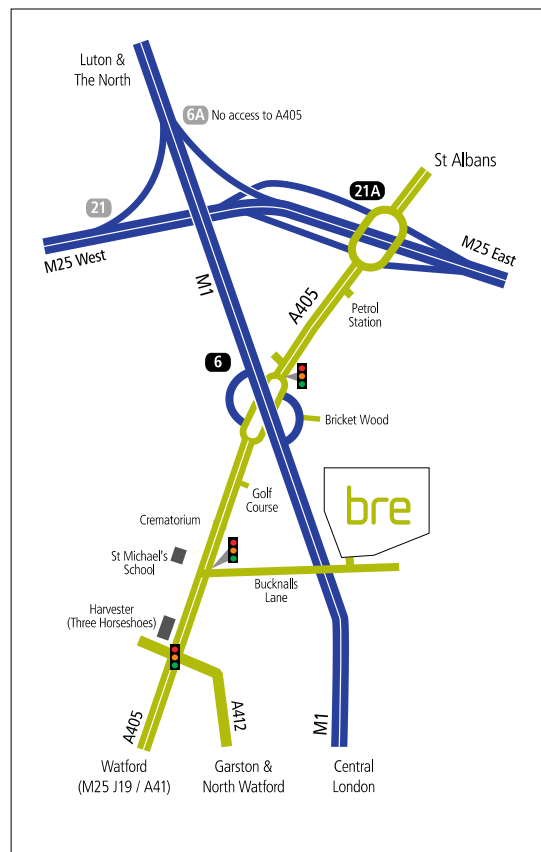 Luton &
The North
6A No access to A405
St Albans
21A
21
M25 West
M25 East
M1
A405
Petrol
Station
6
Bricket Wood
bre
Golf
Course
Crematorium
St Michael's
School
Bucknalls
Lane
Harvester
(Three Horseshoes)
A405
A412
M1
Watford
(M25 J19 / A41)
Garston &
North Watford
Central
London